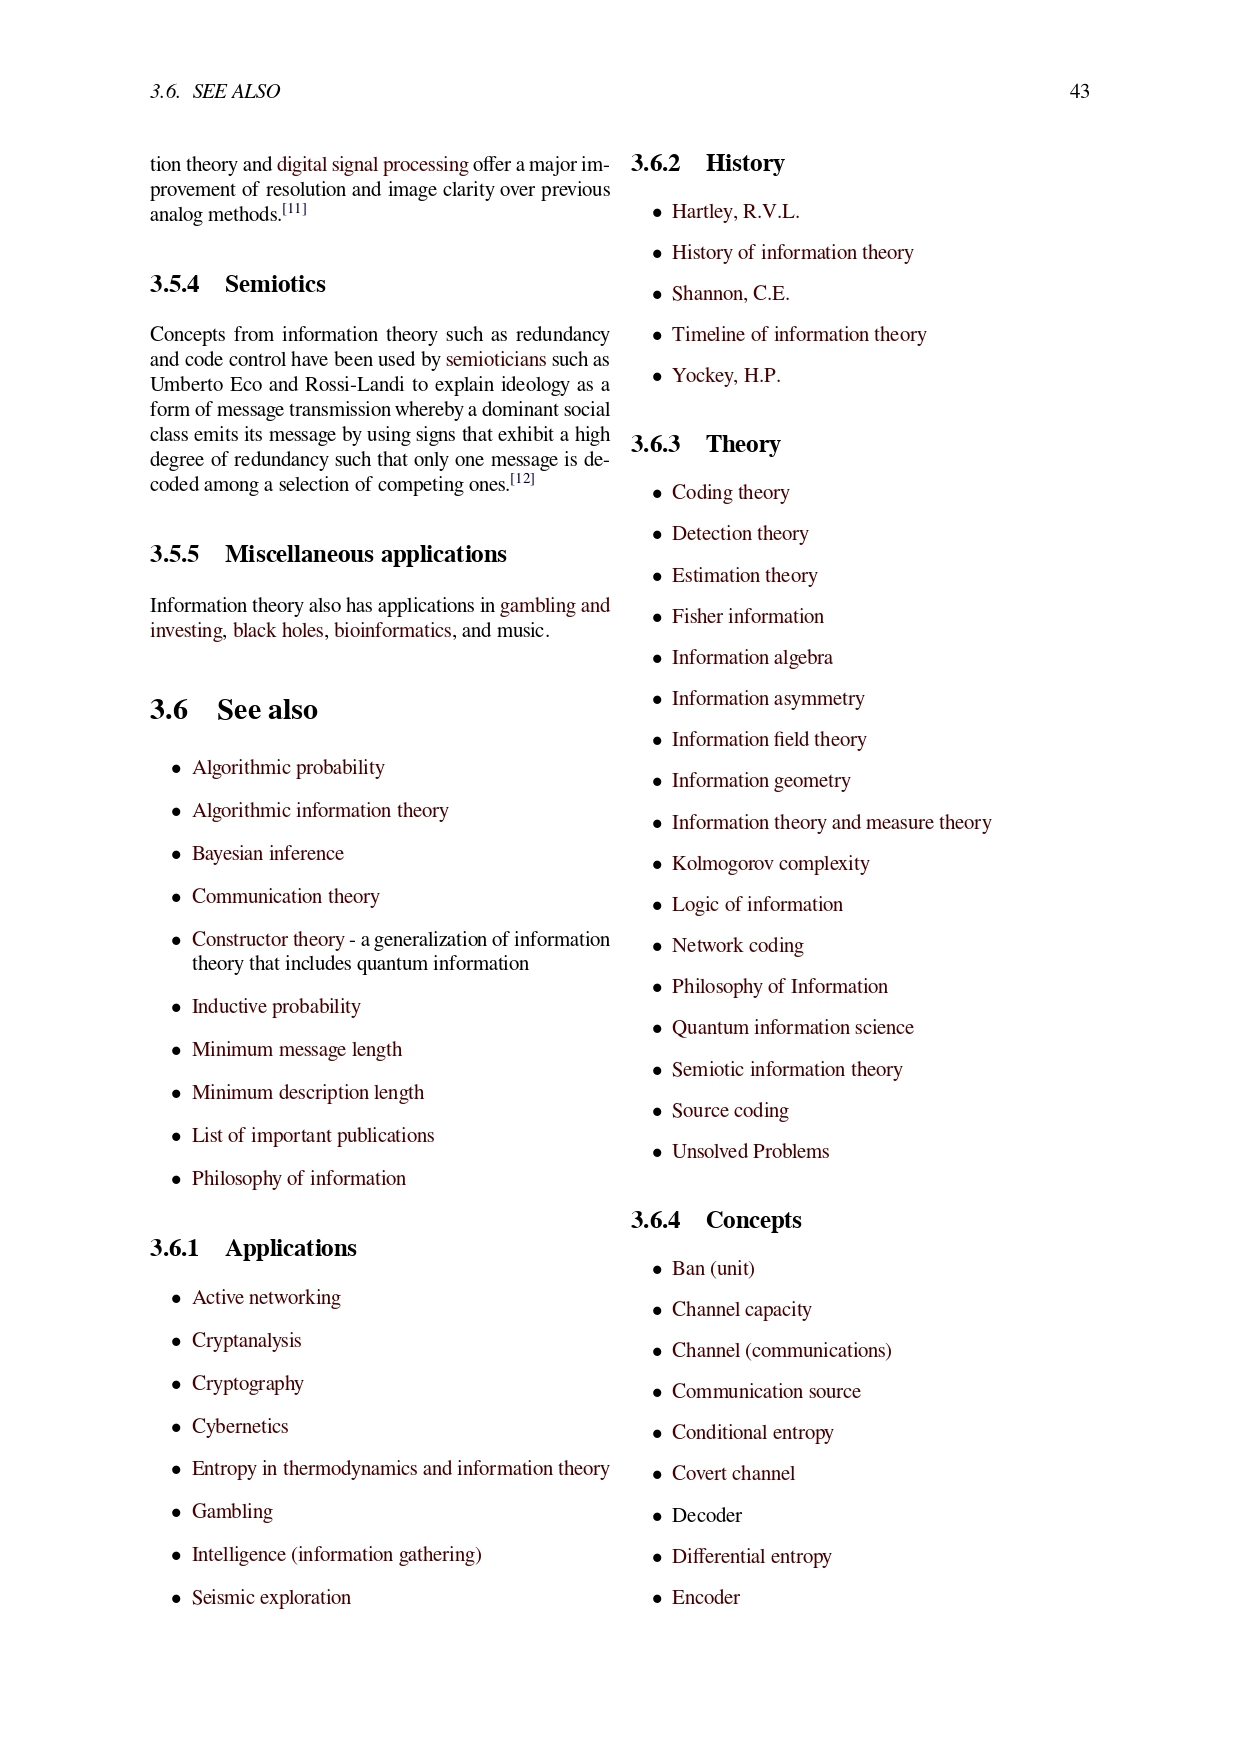 3.6. SEE ALSO 43
tion theory and digital signal processing offer a major im-
provement of resolution and image clarity over previous
analog methods.[11]
3.5.4 Semiotics
Concepts from information theory such as redundancy
and code control have been used by semioticians such as
Umberto Eco and Rossi-Landi to explain ideology as a
form of message transmission whereby a dominant social
class emits its message by using signs that exhibit a high
degree of redundancy such that only one message is de-
coded among a selection of competing ones.[12]
3.5.5 Miscellaneous applications
Information theory also has applications in gambling and
investing, black holes, bioinformatics, and music.
3.6 See also
• Algorithmic probability
• Algorithmic information theory
• Bayesian inference
• Communication theory
• Constructor theory - a generalization of information
theory that includes quantum information
• Inductive probability
• Minimum message length
• Minimum description length
• List of important publications
• Philosophy of information
3.6.1 Applications
• Active networking
• Cryptanalysis
• Cryptography
• Cybernetics
• Entropy in thermodynamics and information theory
• Gambling
• Intelligence (information gathering)
• Seismic exploration
3.6.2 History
• Hartley, R.V.L.
• History of information theory
• Shannon, C.E.
• Timeline of information theory
• Yockey, H.P.
3.6.3 Theory
• Coding theory
• Detection theory
• Estimation theory
• Fisher information
• Information algebra
• Information asymmetry
• Information field theory
• Information geometry
• Information theory and measure theory
• Kolmogorov complexity
• Logic of information
• Network coding
• Philosophy of Information
• Quantum information science
• Semiotic information theory
• Source coding
• Unsolved Problems
3.6.4 Concepts
• Ban (unit)
• Channel capacity
• Channel (communications)
• Communication source
• Conditional entropy
• Covert channel
• Decoder
• Differential entropy
• Encoder